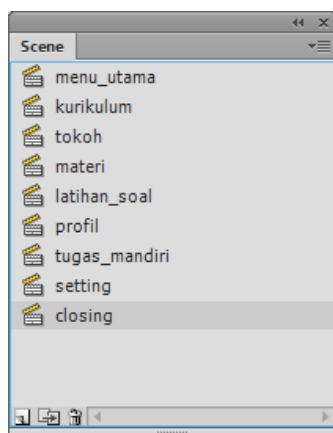 Scene
menu_utama
kurikulum
tokoh
materi
latihan_soal
profil
tugas_mandiri
setting
closing